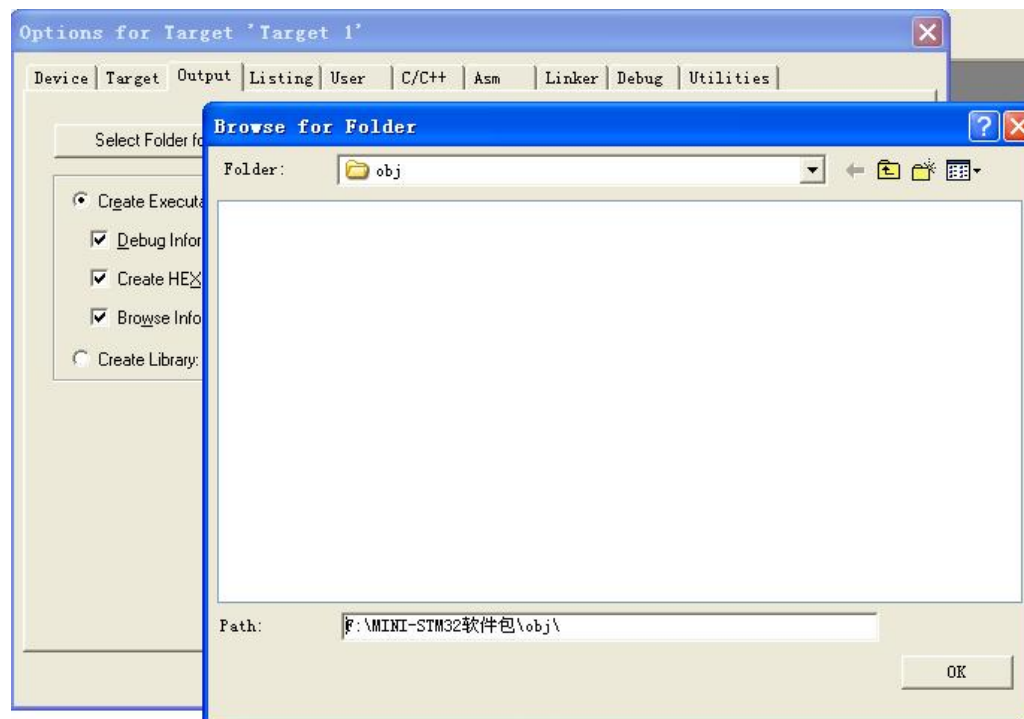 Options for Target 'Target 1'
Device Target Output Listing User C/C++ Asm Linker Debug Utilities
Select Folder fo
Browse for Folder
Folder: obj
Create Executa
Debug Infor
Create HEX
Browse Info
Create Library:
Path: F:\MINI-STM32软件包\obj\
OK